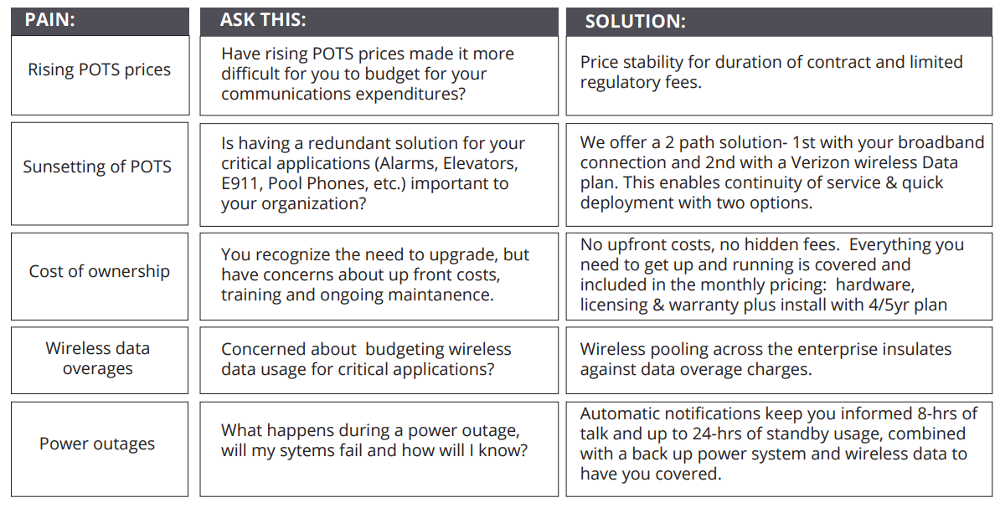 PAIN:
ASK THIS:
SOLUTION:
Rising POTS prices
Have rising POTS prices made it more
difficult for you to budget for your
communications expenditures?
Price stability for duration of contract and limited
regulatory fees.
Sunsetting of POTS
Is having a redundant solution for your
critical applications (Alarms, Elevators,
E911, Pool Phones, etc.) important to
your organization?
We offer a 2 path solution- 1st with your broadband
connection and 2nd with a Verizon wireless Data
plan. This enables continuity of service & quick
deployment with two options.
Cost of ownership
You recognize the need to upgrade, but
have concerns about up front costs,
training and ongoing maintanence.
No upfront costs, no hidden fees.  Everything you
need to get up and running is covered and
included in the monthly pricing:  hardware,
licensing & warranty plus install with 4/5yr plan
Wireless data
overages
Concerned about  budgeting wireless
data usage for critical applications?
Wireless pooling across the enterprise insulates
against data overage charges.
Power outages
What happens during a power outage,
will my sytems fail and how will I know?
Automatic notifications keep you informed 8-hrs of
talk and up to 24-hrs of standby usage, combined
with a back up power system and wireless data to
have you covered.